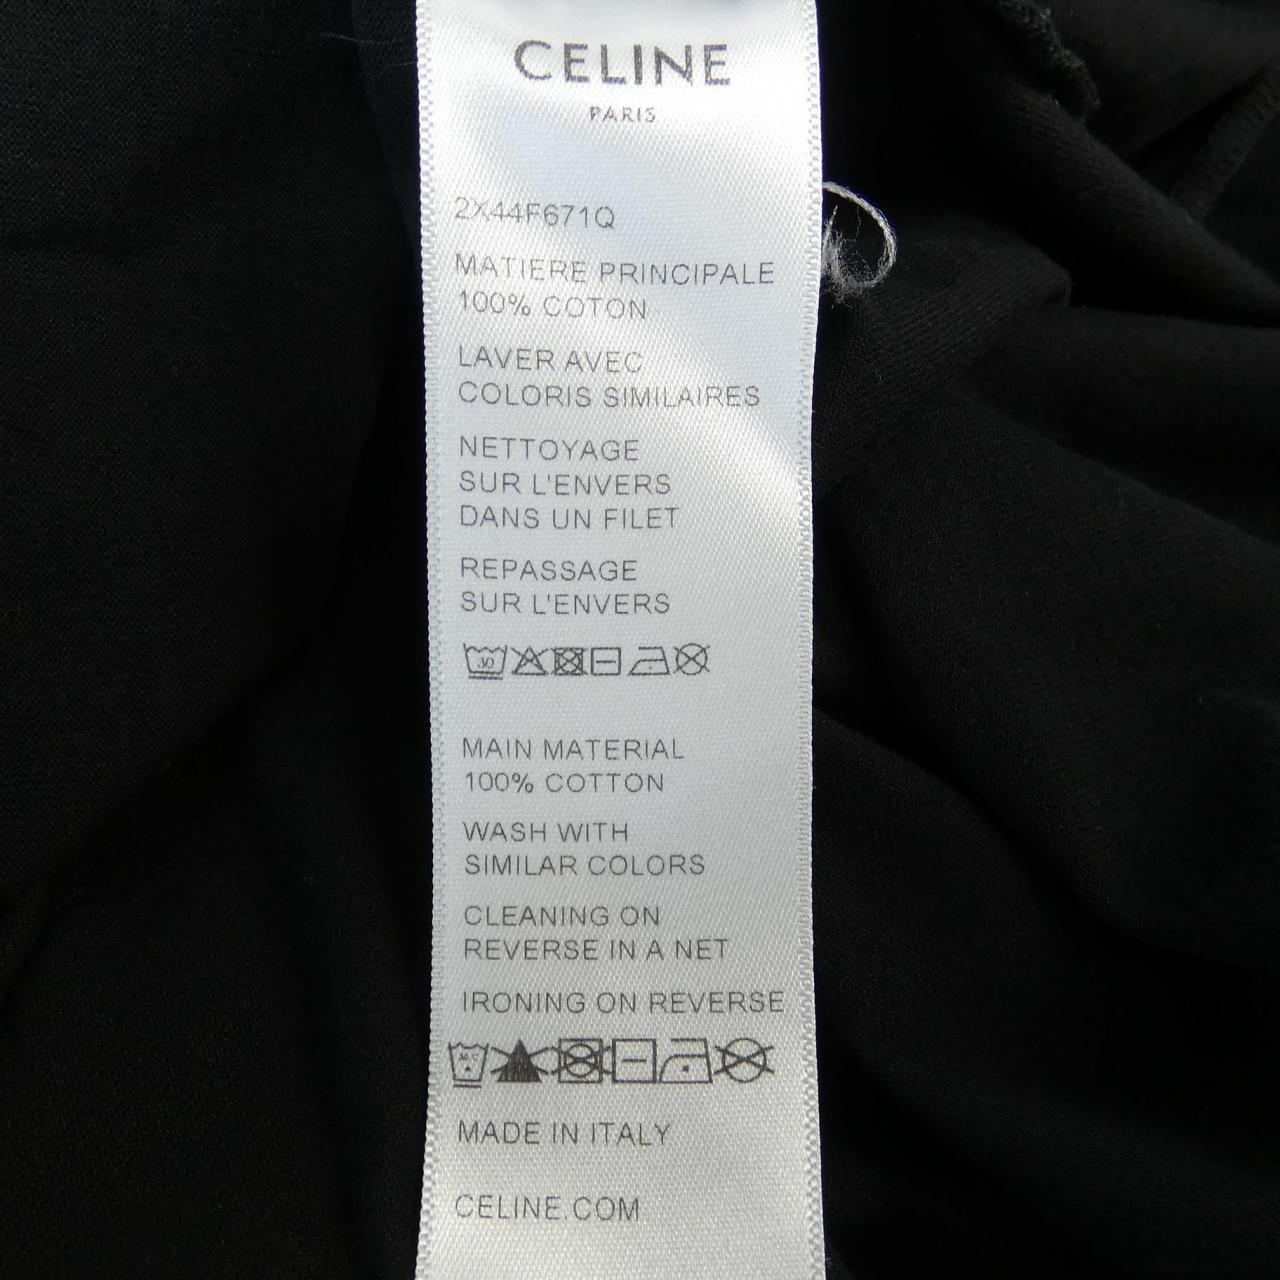 CELINE
PARIS
2X44F671Q
MATIERE PRINCIPALE
100% COTON
LAVER AVEC
COLORIS SIMILAIRES
NETTOYAGE
SUR L'ENVERS
DANS UN FILET
REPASSAGE
SUR L'ENVERS
30
MAIN MATERIAL
100% COTTON
WASH WITH
SIMILAR COLORS
CLEANING ON
REVERSE IN A NET
IRONING ON REVERSE
30°C
MADE IN ITALY
CELINE.COM